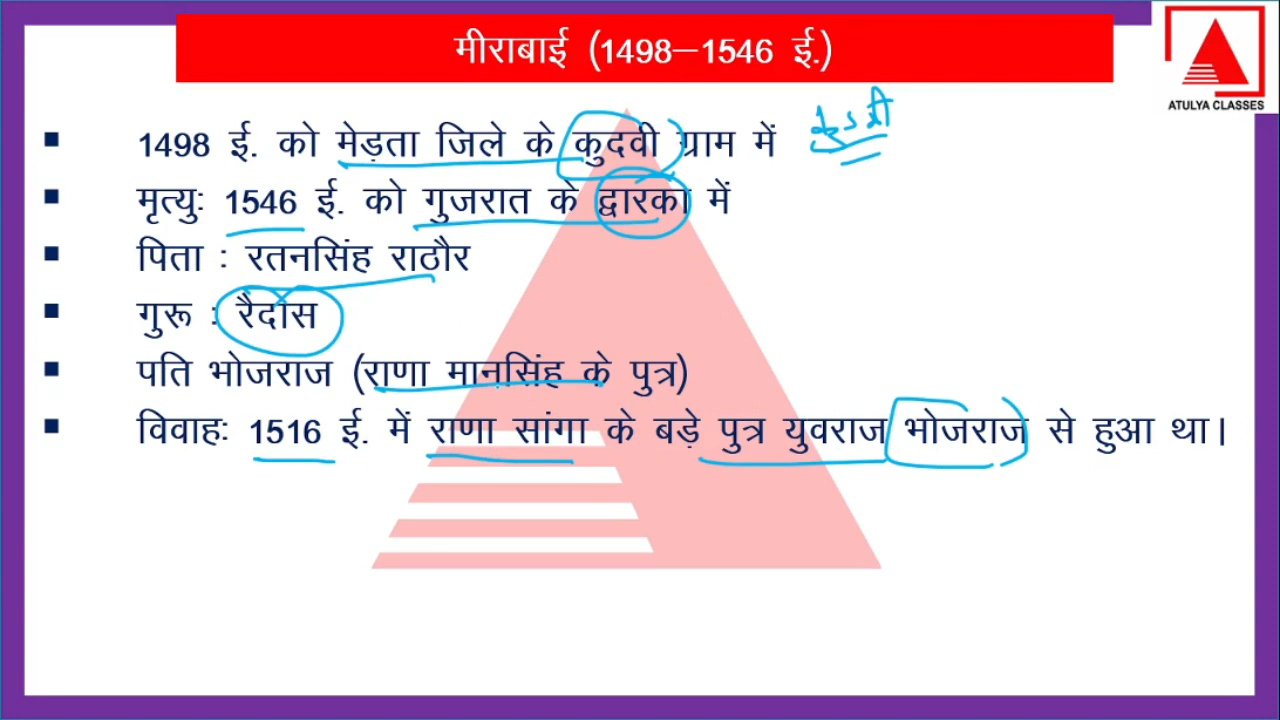 मीराबाई (1498–1546 ई.)
ATULYA CLASSES
▪ 1498 ई. को मेड़ता जिले के कुदवी ग्राम में
▪ मृत्युः 1546 ई. को गुजरात के द्वारका में
▪ पिता : रतनसिंह राठौर
▪ गुरू : रैदास
▪ पति भोजराज (राणा मानसिंह के पुत्र)
▪ विवाहः 1516 ई. में राणा सांगा के बड़े पुत्र युवराज भोजराज से हुआ था।